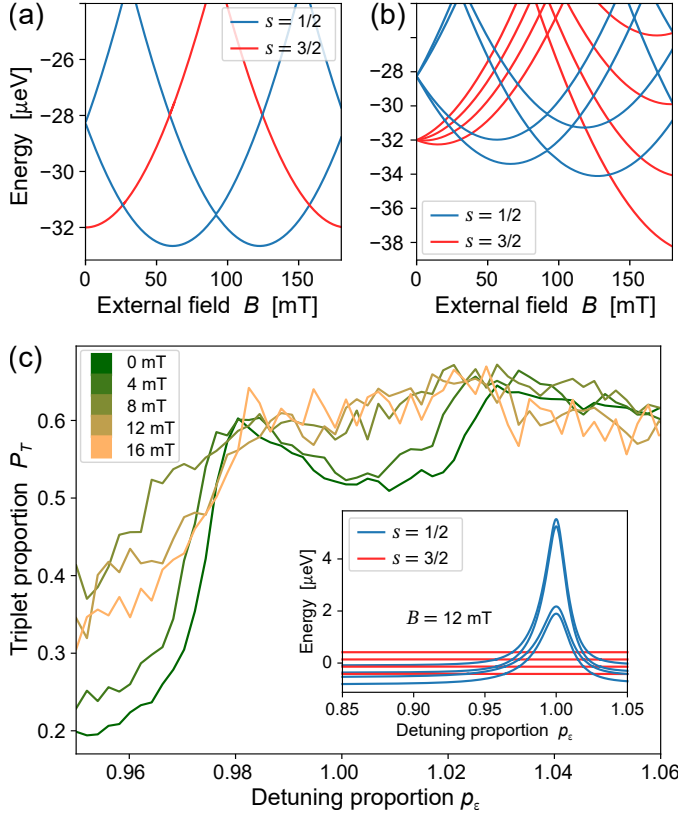 (a)
s = 1/2
s = 3/2
Energy [μeV]
−26
−28
−30
−32
0
50
100
150
External field B [mT]
(b)
−26
−28
−30
−32
−34
−36
−38
s = 1/2
s = 3/2
0
50
100
150
External field B [mT]
(c)
0 mT
4 mT
8 mT
12 mT
16 mT
Triplet proportion P_T
0.6
0.5
0.4
0.3
0.2
0.96
0.98
1.00
1.02
1.04
1.06
Detuning proportion p_ε
s = 1/2
s = 3/2
B = 12 mT
Energy [μeV]
4
2
0
0.85
0.90
0.95
1.00
1.05
Detuning proportion p_ε